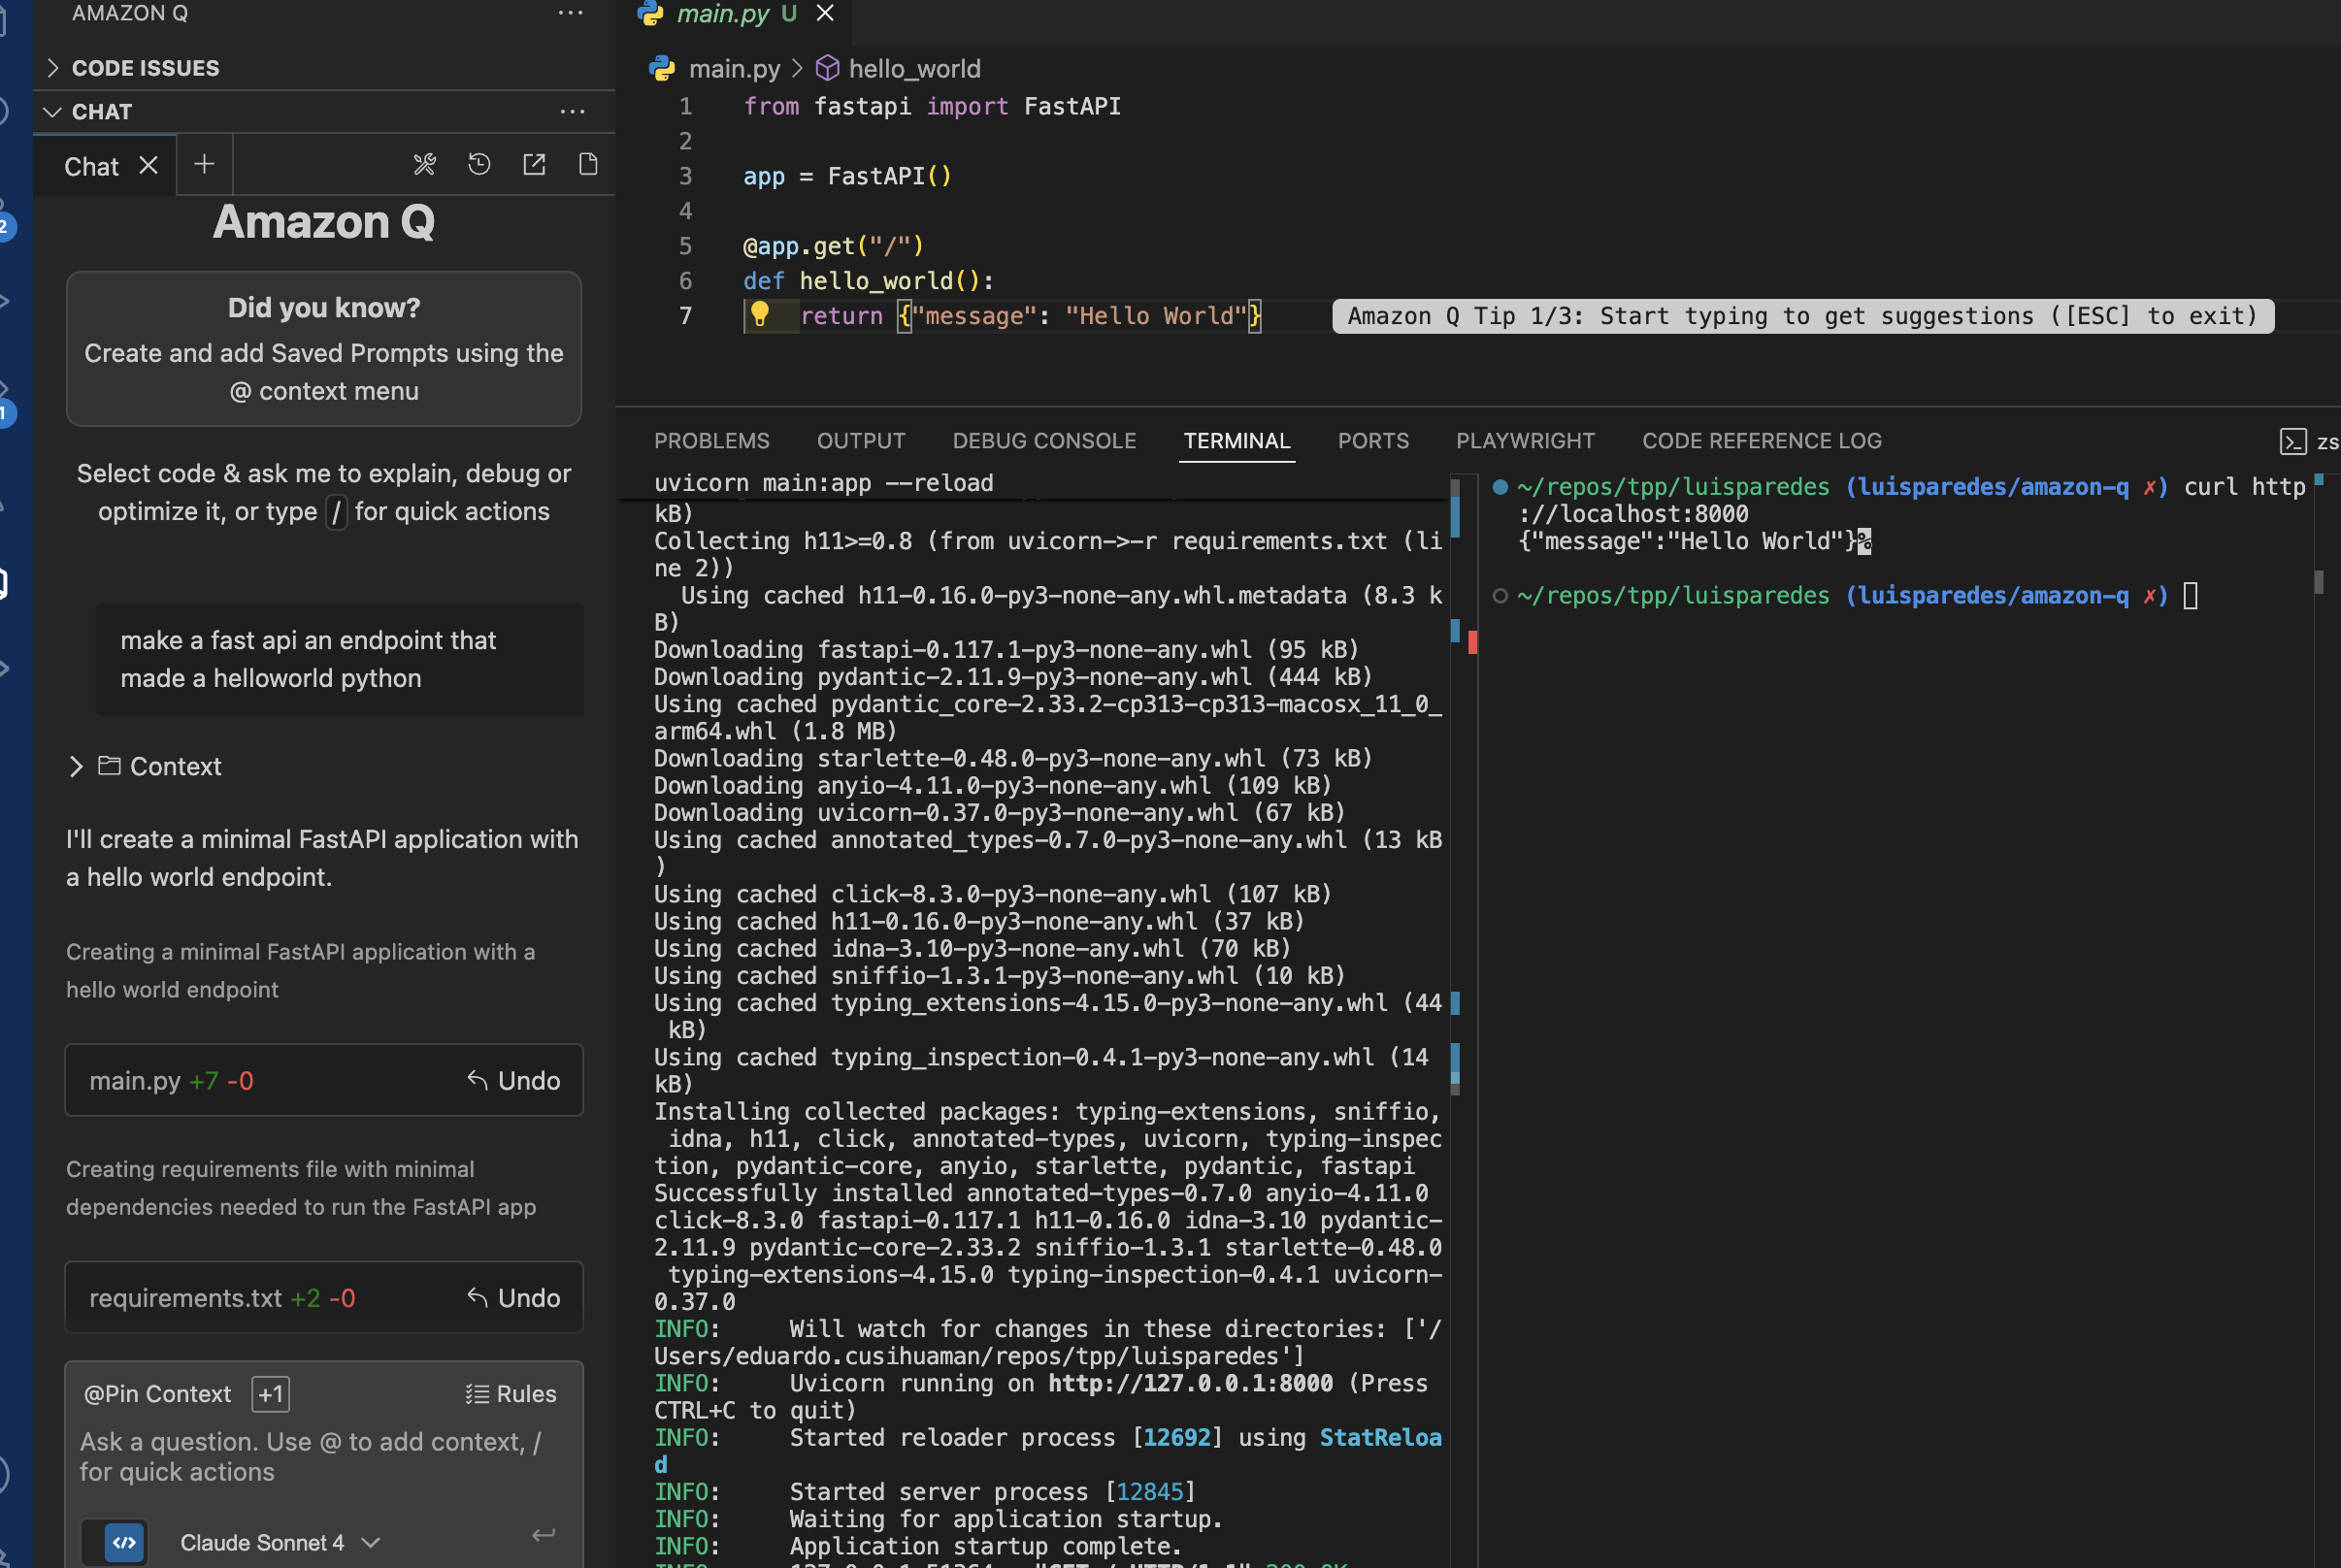 AMAZON Q
CODE ISSUES
CHAT
Chat
Amazon Q
Did you know?
Create and add Saved Prompts using the
@ context menu
Select code & ask me to explain, debug or
optimize it, or type / for quick actions
make a fast api an endpoint that
made a helloworld python
Context
I'll create a minimal FastAPI application with
a hello world endpoint.
Creating a minimal FastAPI application with a
hello world endpoint
main.py +7 -0 Undo
Creating requirements file with minimal
dependencies needed to run the FastAPI app
requirements.txt +2 -0 Undo
@Pin Context +1 Rules
Ask a question. Use @ to add context, /
for quick actions
Claude Sonnet 4
2
1
main.py U
main.py > hello_world
1 from fastapi import FastAPI
2
3 app = FastAPI()
4
5 @app.get("/")
6 def hello_world():
7 return {"message": "Hello World"} Amazon Q Tip 1/3: Start typing to get suggestions ([ESC] to exit)
PROBLEMS OUTPUT DEBUG CONSOLE TERMINAL PORTS PLAYWRIGHT CODE REFERENCE LOG
uvicorn main:app --reload
kB)
Collecting h11>=0.8 (from uvicorn->-r requirements.txt (li
ne 2))
Using cached h11-0.16.0-py3-none-any.whl.metadata (8.3 k
B)
Downloading fastapi-0.117.1-py3-none-any.whl (95 kB)
Downloading pydantic-2.11.9-py3-none-any.whl (444 kB)
Using cached pydantic_core-2.33.2-cp313-cp313-macosx_11_0_
arm64.whl (1.8 MB)
Downloading starlette-0.48.0-py3-none-any.whl (73 kB)
Downloading anyio-4.11.0-py3-none-any.whl (109 kB)
Downloading uvicorn-0.37.0-py3-none-any.whl (67 kB)
Using cached annotated_types-0.7.0-py3-none-any.whl (13 kB
)
Using cached click-8.3.0-py3-none-any.whl (107 kB)
Using cached h11-0.16.0-py3-none-any.whl (37 kB)
Using cached idna-3.10-py3-none-any.whl (70 kB)
Using cached sniffio-1.3.1-py3-none-any.whl (10 kB)
Using cached typing_extensions-4.15.0-py3-none-any.whl (44
kB)
Using cached typing_inspection-0.4.1-py3-none-any.whl (14
kB)
Installing collected packages: typing-extensions, sniffio,
idna, h11, click, annotated-types, uvicorn, typing-inspec
tion, pydantic-core, anyio, starlette, pydantic, fastapi
Successfully installed annotated-types-0.7.0 anyio-4.11.0
click-8.3.0 fastapi-0.117.1 h11-0.16.0 idna-3.10 pydantic-
2.11.9 pydantic-core-2.33.2 sniffio-1.3.1 starlette-0.48.0
typing-extensions-4.15.0 typing-inspection-0.4.1 uvicorn-
0.37.0
INFO: Will watch for changes in these directories: ['/
Users/eduardo.cusihuaman/repos/tpp/luisparedes']
INFO: Uvicorn running on http://127.0.0.1:8000 (Press
CTRL+C to quit)
INFO: Started reloader process [12692] using StatReloa
d
INFO: Started server process [12845]
INFO: Waiting for application startup.
INFO: Application startup complete.
zs
~/repos/tpp/luisparedes (luisparedes/amazon-q ✗) curl http
://localhost:8000
{"message":"Hello World"}%
~/repos/tpp/luisparedes (luisparedes/amazon-q ✗)